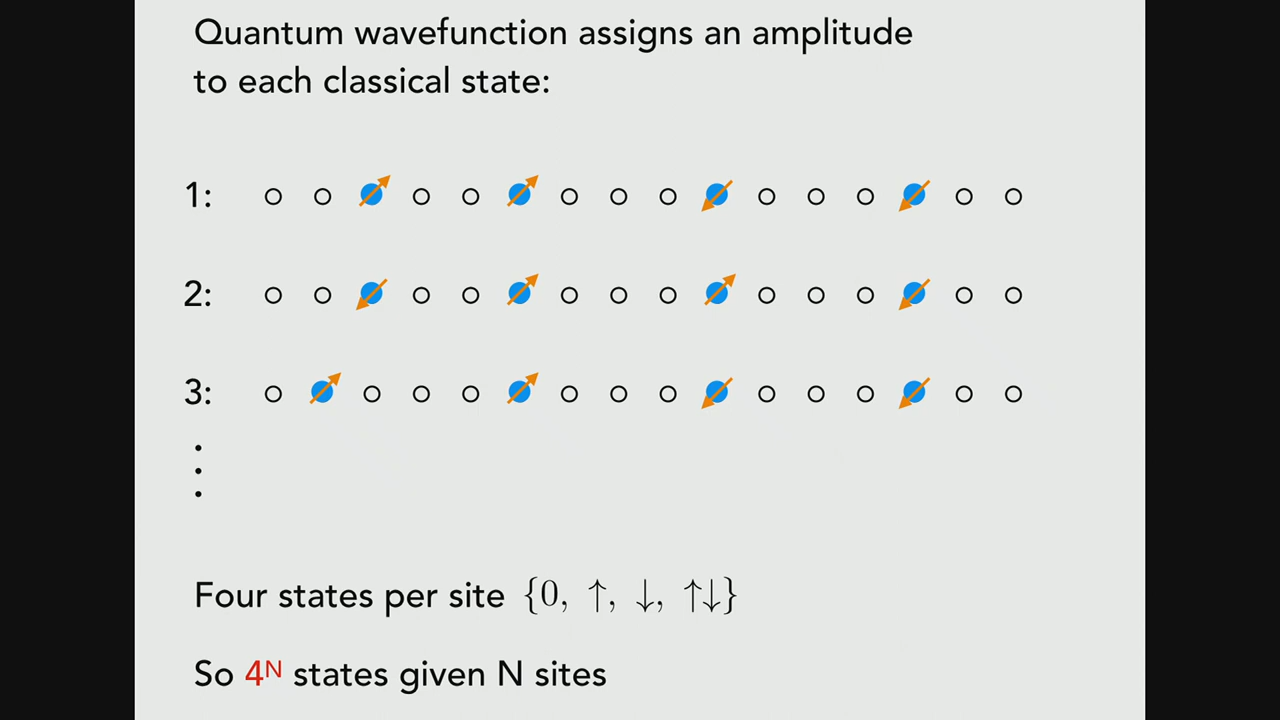 Quantum wavefunction assigns an amplitude
to each classical state:
1:
2:
3:
Four states per site {0, ↑, ↓, ↑↓}
So 4ᴺ states given N sites